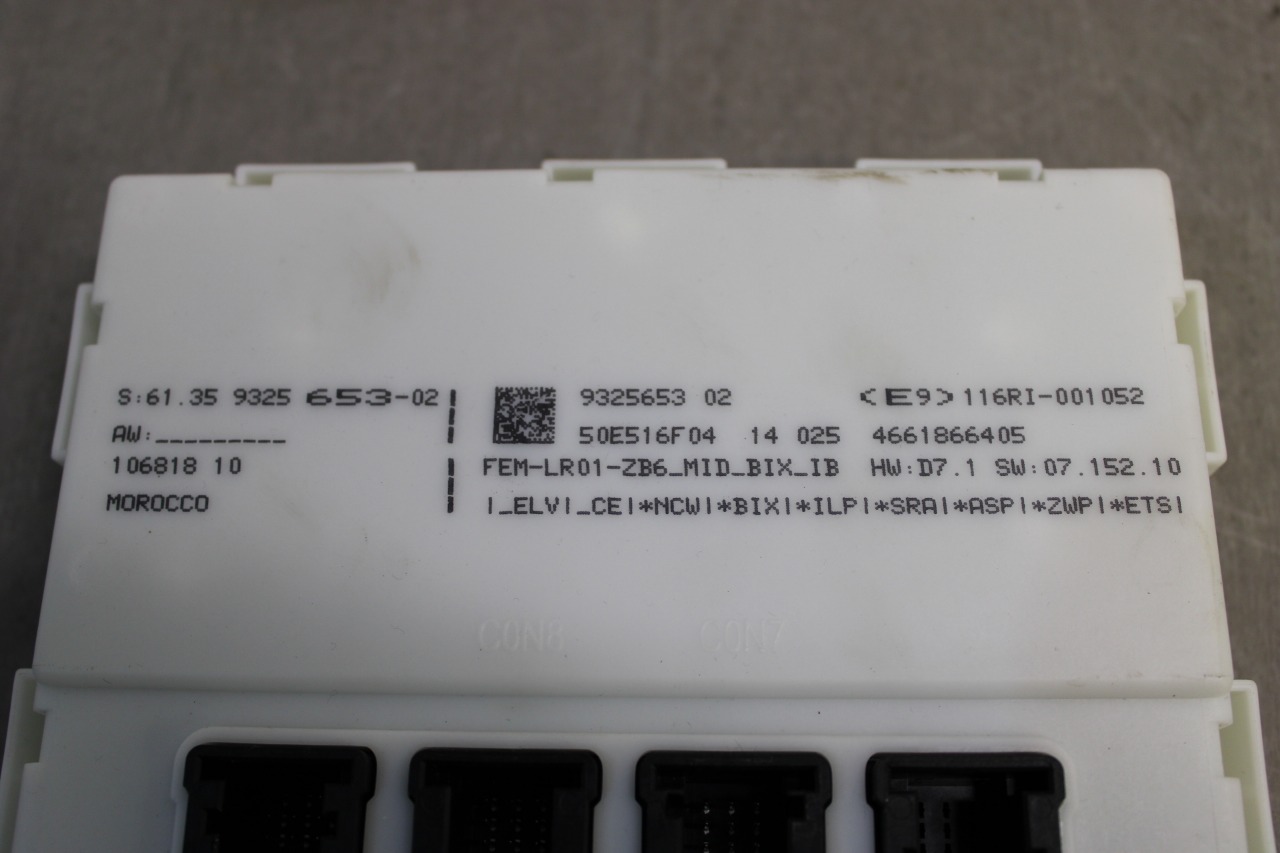 S:61.35 9325 653-02
AW:_________
106818 10
MOROCCO
9325653 02 <E9>116RI-001052
50E516F04 14 025 4661866405
FEM-LR01-ZB6_MID_BIX_IB HW:D7.1 SW:07.152.10
|_ELV|_CE|*NCW|*BIX|*ILP|*SRA|*ASP|*ZWP|*ETS|
CON8 CON7